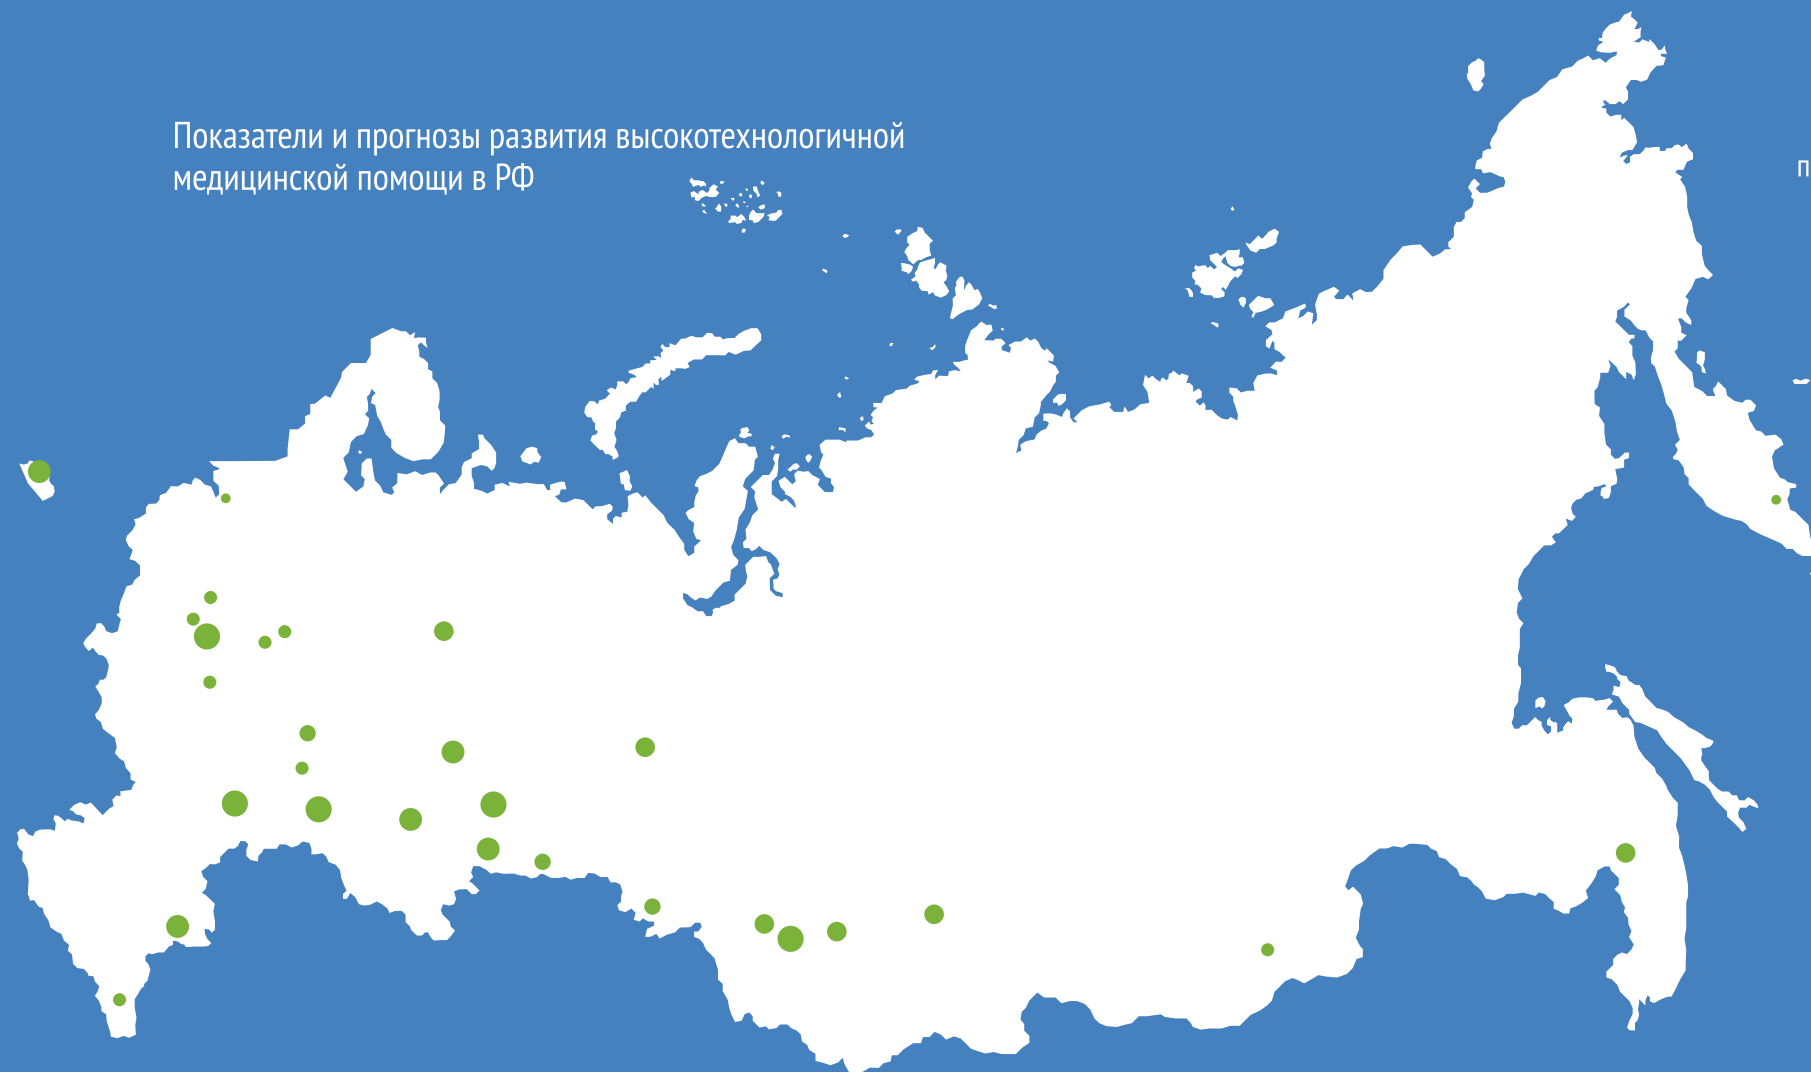 Показатели и прогнозы развития высокотехнологичной
медицинской помощи в РФ
п